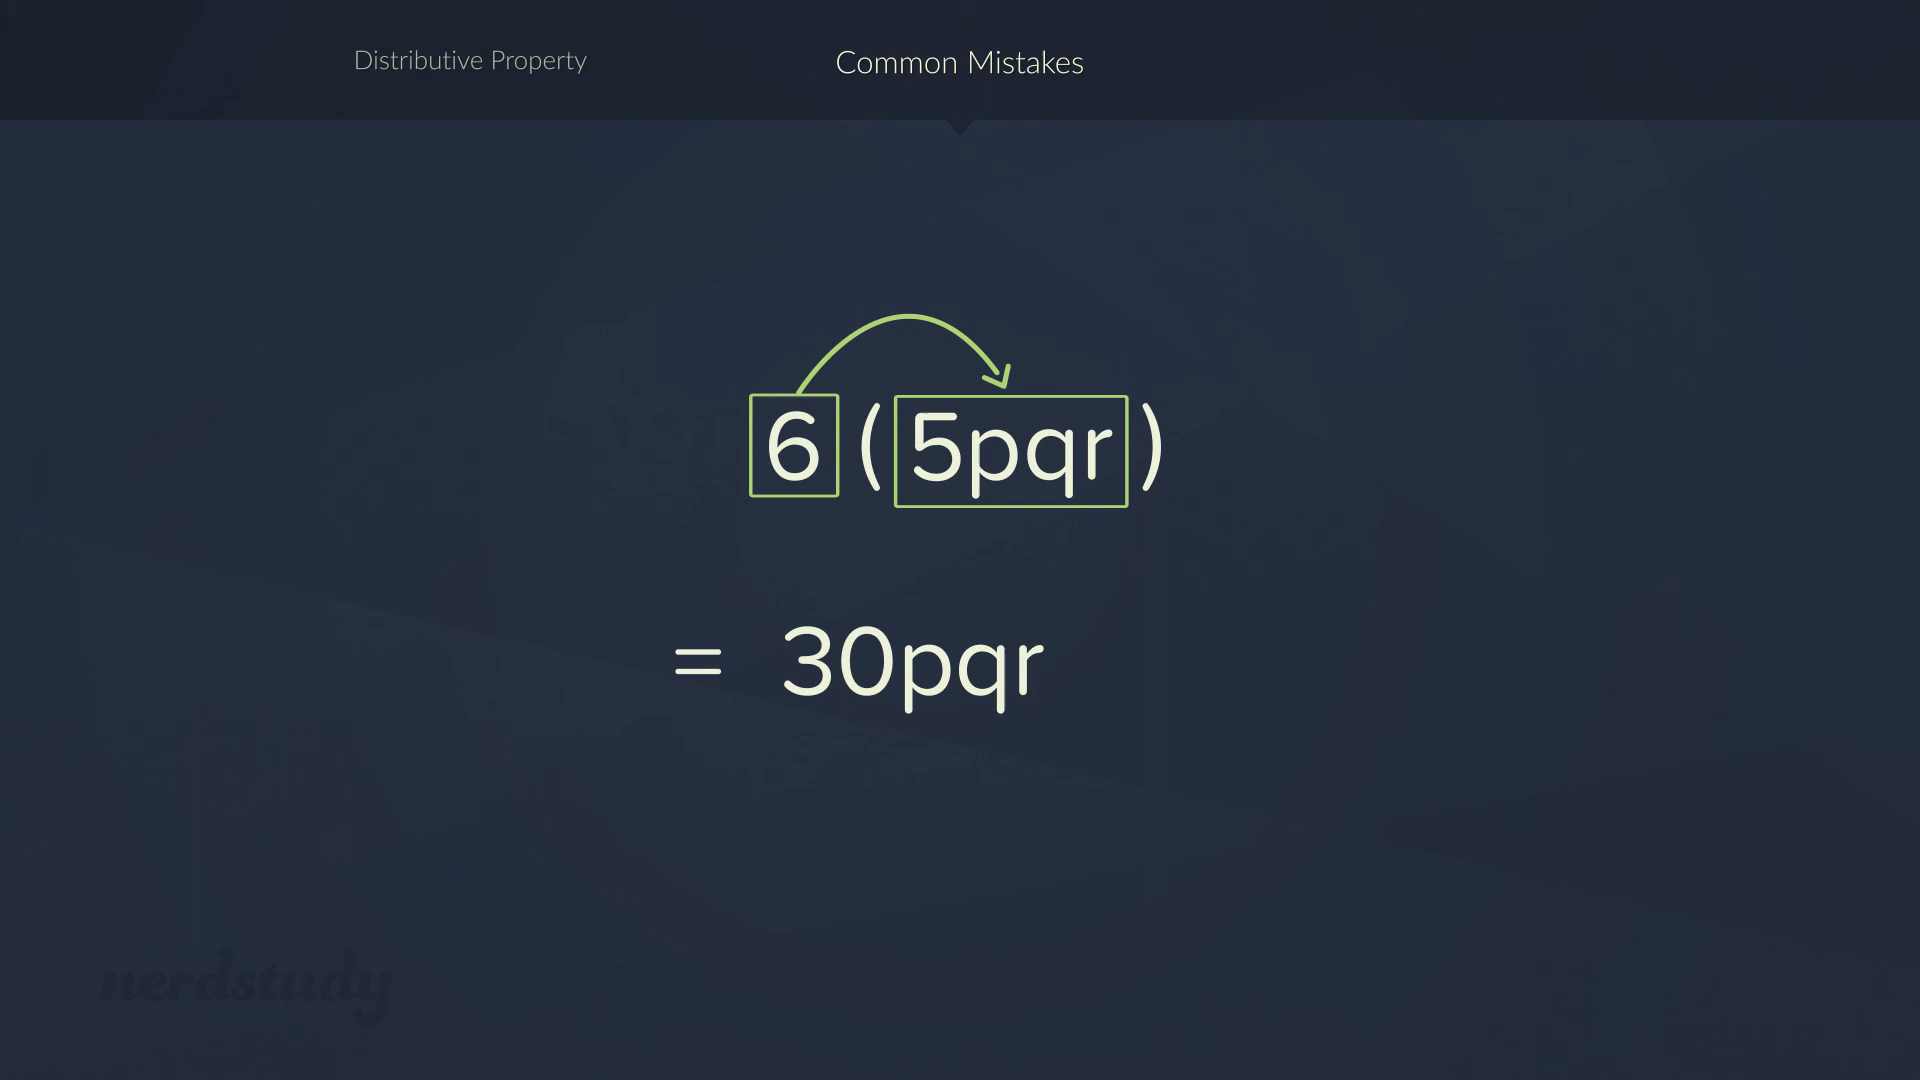 Distributive Property
Common Mistakes
6 ( 5pqr )
= 30pqr
nerdstudy